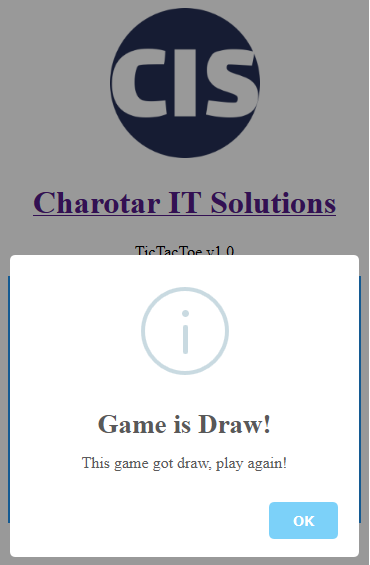 CIS
Charotar IT Solutions
TicTacToe v1.0
Game is Draw!
This game got draw, play again!
OK